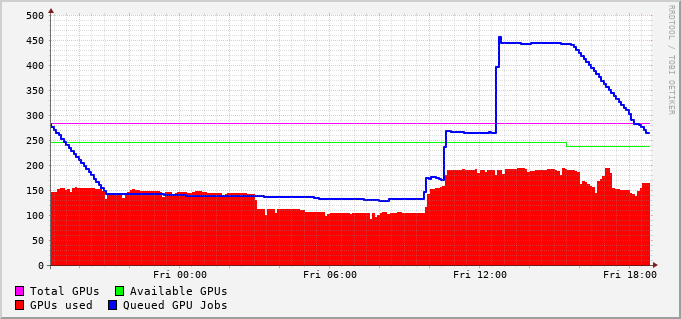 500
450
400
350
300
250
200
150
100
50
0
Fri 00:00 Fri 06:00 Fri 12:00 Fri 18:00
Total GPUs Available GPUs
GPUs used Queued GPU Jobs
RRDTOOL / TOBI OETIKER